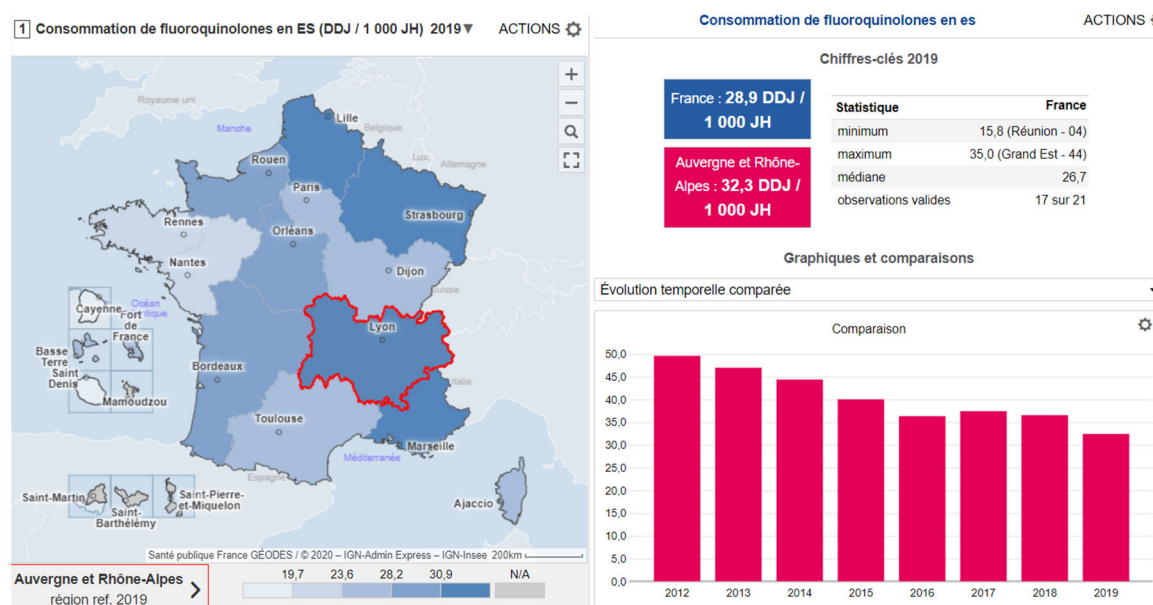 1 Consommation de fluoroquinolones en ES (DDJ / 1 000 JH) 2019▼ ACTIONS
Royaume uni
Manche
Lille
Belgique
Lux.
Allemagne
Rouen
Paris
Strasbourg
Rennes
Orléans
Nantes
Dijon
Suisse
Cayenne
Fort
de
France
Lyon
Basse
Terre
Saint
Denis
Mamoudzou
Bordeaux
Italie
Toulouse
Marseille
Méditerranée
Espagne
Ajaccio
Saint-Martin
Saint-
Barthélémy
Saint-Pierre-
et-Miquelon
Santé publique France GÉODES / © 2020 – IGN-Admin Express – IGN-Insee 200km
Auvergne et Rhône-Alpes
région ref. 2019
19,7 23,6 28,2 30,9 N/A
Consommation de fluoroquinolones en es ACTIONS
Chiffres-clés 2019
France : 28,9 DDJ /
1 000 JH
Auvergne et Rhône-
Alpes : 32,3 DDJ /
1 000 JH
Statistique France
minimum 15,8 (Réunion - 04)
maximum 35,0 (Grand Est - 44)
médiane 26,7
observations valides 17 sur 21
Graphiques et comparaisons
Évolution temporelle comparée
Comparaison
50,0
45,0
40,0
35,0
30,0
25,0
20,0
15,0
10,0
5,0
0,0
2012 2013 2014 2015 2016 2017 2018 2019